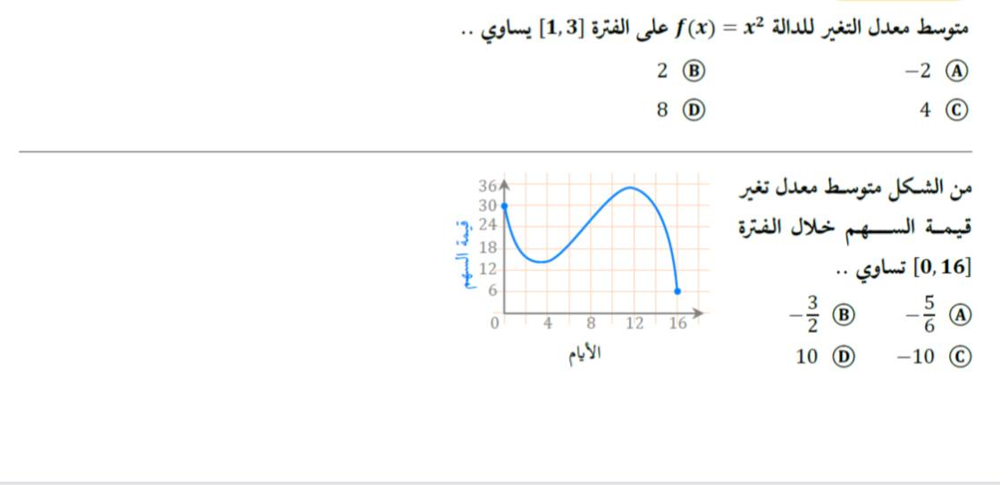 متوسط معدل التغير للدالة f(x) = x² على الفترة [1,3] يساوي ..
−2 Ⓐ 2 Ⓑ
4 Ⓒ 8 Ⓓ
من الشكل متوسط معدل تغير
قيمة السهم خلال الفترة
[0, 16] تساوي ..
−5/6 Ⓐ −3/2 Ⓑ
−10 Ⓒ 10 Ⓓ
36
30
24
18
12
6
0 4 8 12 16
قيمة السهم
الأيام